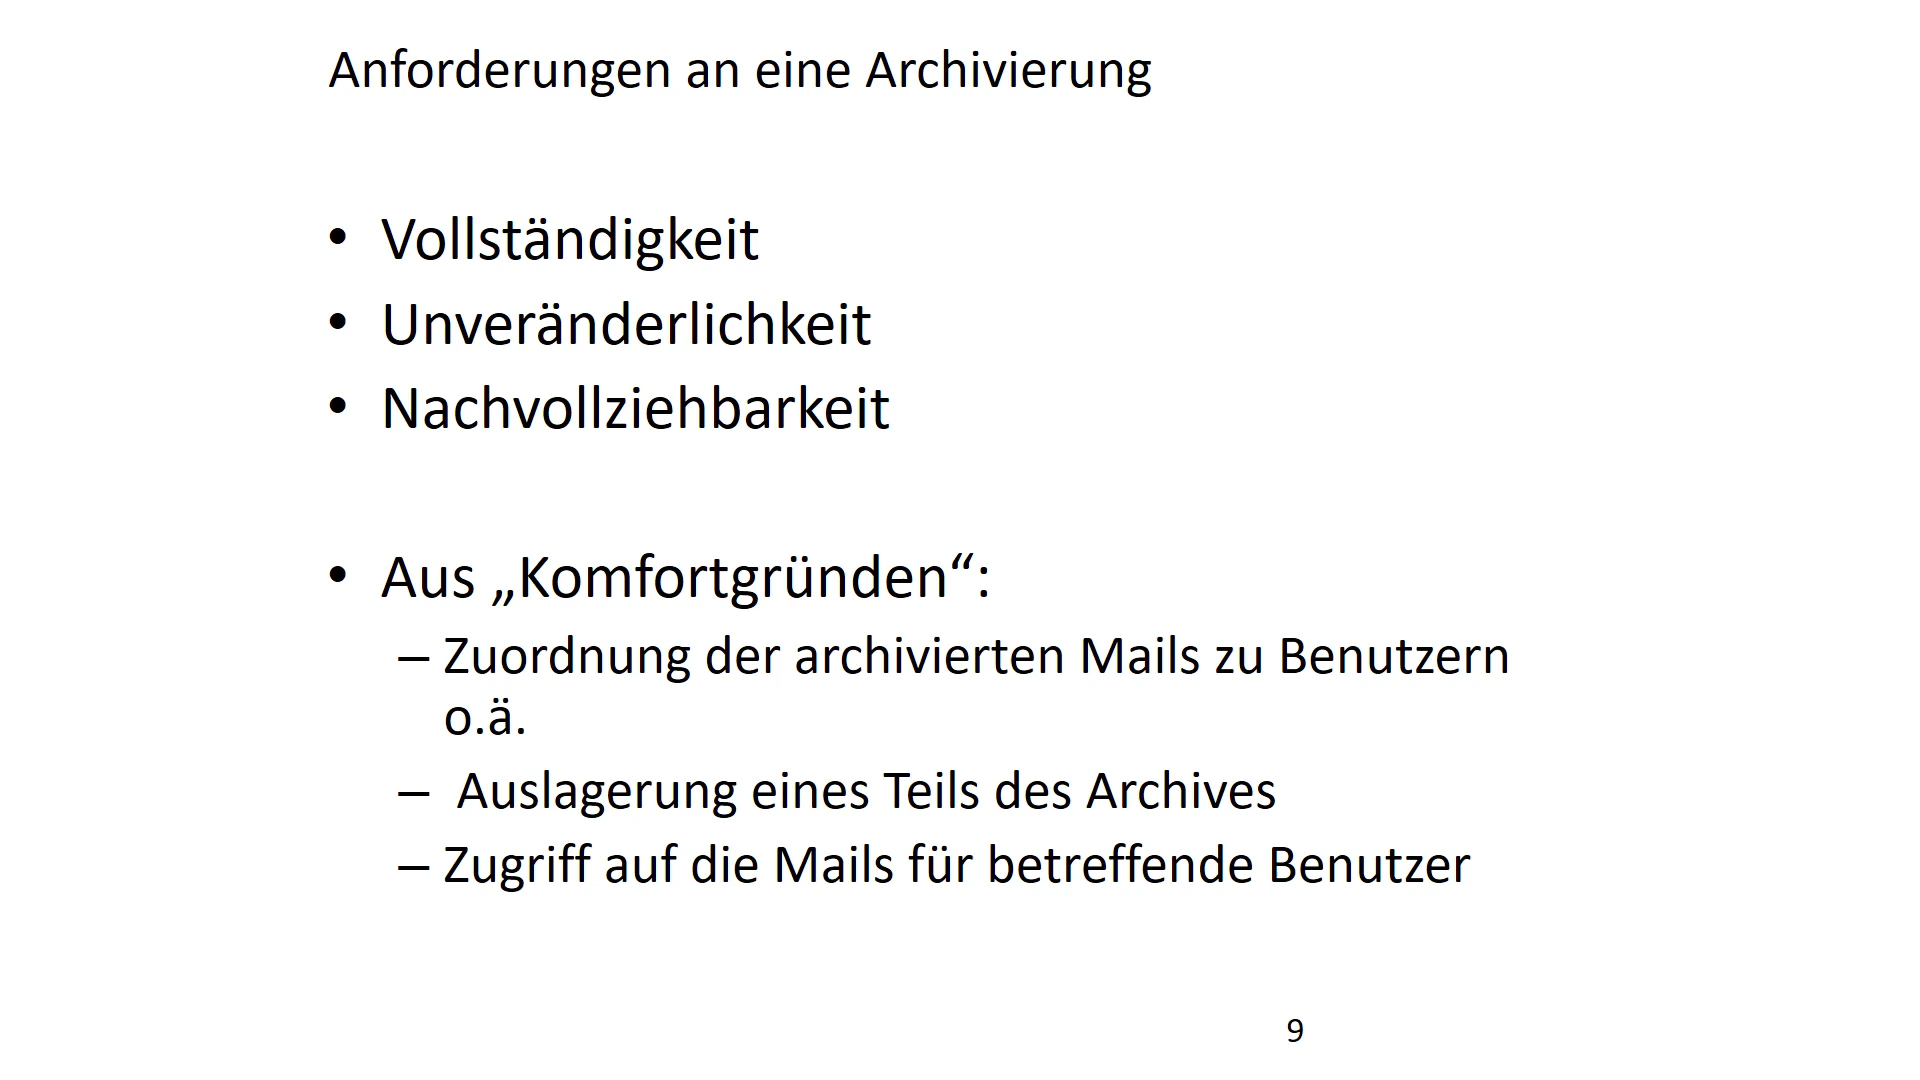 Anforderungen an eine Archivierung
• Vollständigkeit
• Unveränderlichkeit
• Nachvollziehbarkeit
• Aus „Komfortgründen“:
– Zuordnung der archivierten Mails zu Benutzern
o.ä.
– Auslagerung eines Teils des Archives
– Zugriff auf die Mails für betreffende Benutzer
9